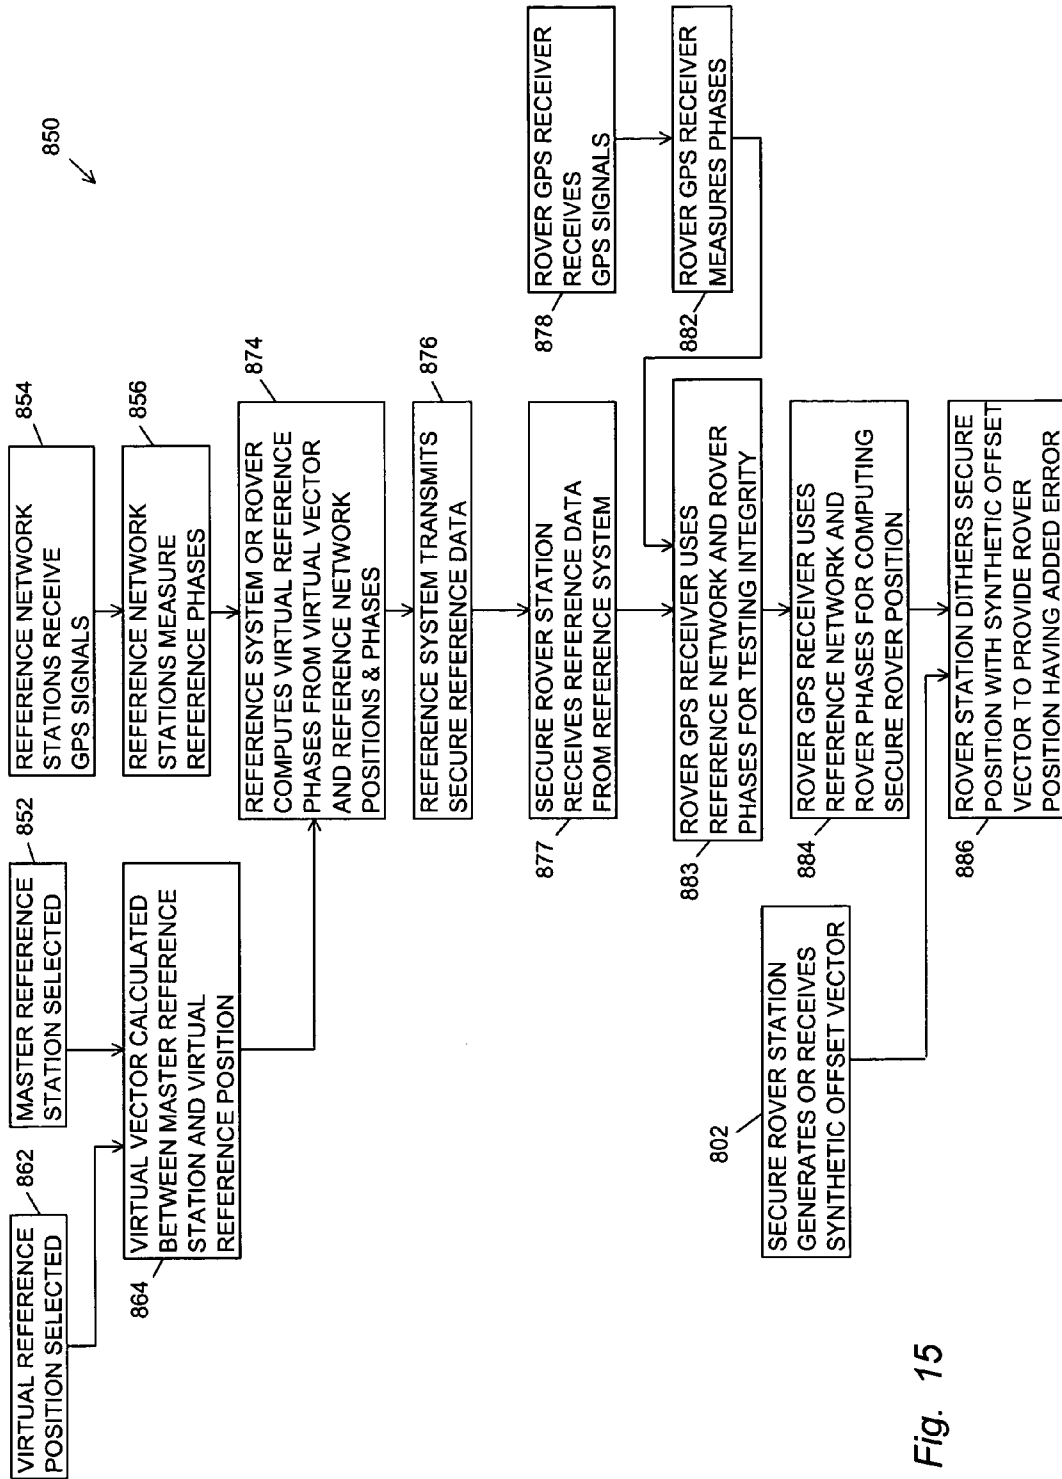 850
862
VIRTUAL REFERENCE
POSITION SELECTED
852
MASTER REFERENCE
STATION SELECTED
854
REFERENCE NETWORK
STATIONS RECEIVE
GPS SIGNALS
864
VIRTUAL VECTOR CALCULATED
BETWEEN MASTER REFERENCE
STATION AND VIRTUAL
REFERENCE POSITION
856
REFERENCE NETWORK
STATIONS MEASURE
REFERENCE PHASES
874
REFERENCE SYSTEM OR ROVER
COMPUTES VIRTUAL REFERENCE
PHASES FROM VIRTUAL VECTOR
AND REFERENCE NETWORK
POSITIONS & PHASES
876
REFERENCE SYSTEM TRANSMITS
SECURE REFERENCE DATA
877
SECURE ROVER STATION
RECEIVES REFERENCE DATA
FROM REFERENCE SYSTEM
878
ROVER GPS RECEIVER
RECEIVES
GPS SIGNALS
882
ROVER GPS RECEIVER
MEASURES PHASES
883
ROVER GPS RECEIVER USES
REFERENCE NETWORK AND ROVER
PHASES FOR TESTING INTEGRITY
884
ROVER GPS RECEIVER USES
REFERENCE NETWORK AND
ROVER PHASES FOR COMPUTING
SECURE ROVER POSITION
802
SECURE ROVER STATION
GENERATES OR RECEIVES
SYNTHETIC OFFSET VECTOR
886
ROVER STATION DITHERS SECURE
POSITION WITH SYNTHETIC OFFSET
VECTOR TO PROVIDE ROVER
POSITION HAVING ADDED ERROR
Fig. 15